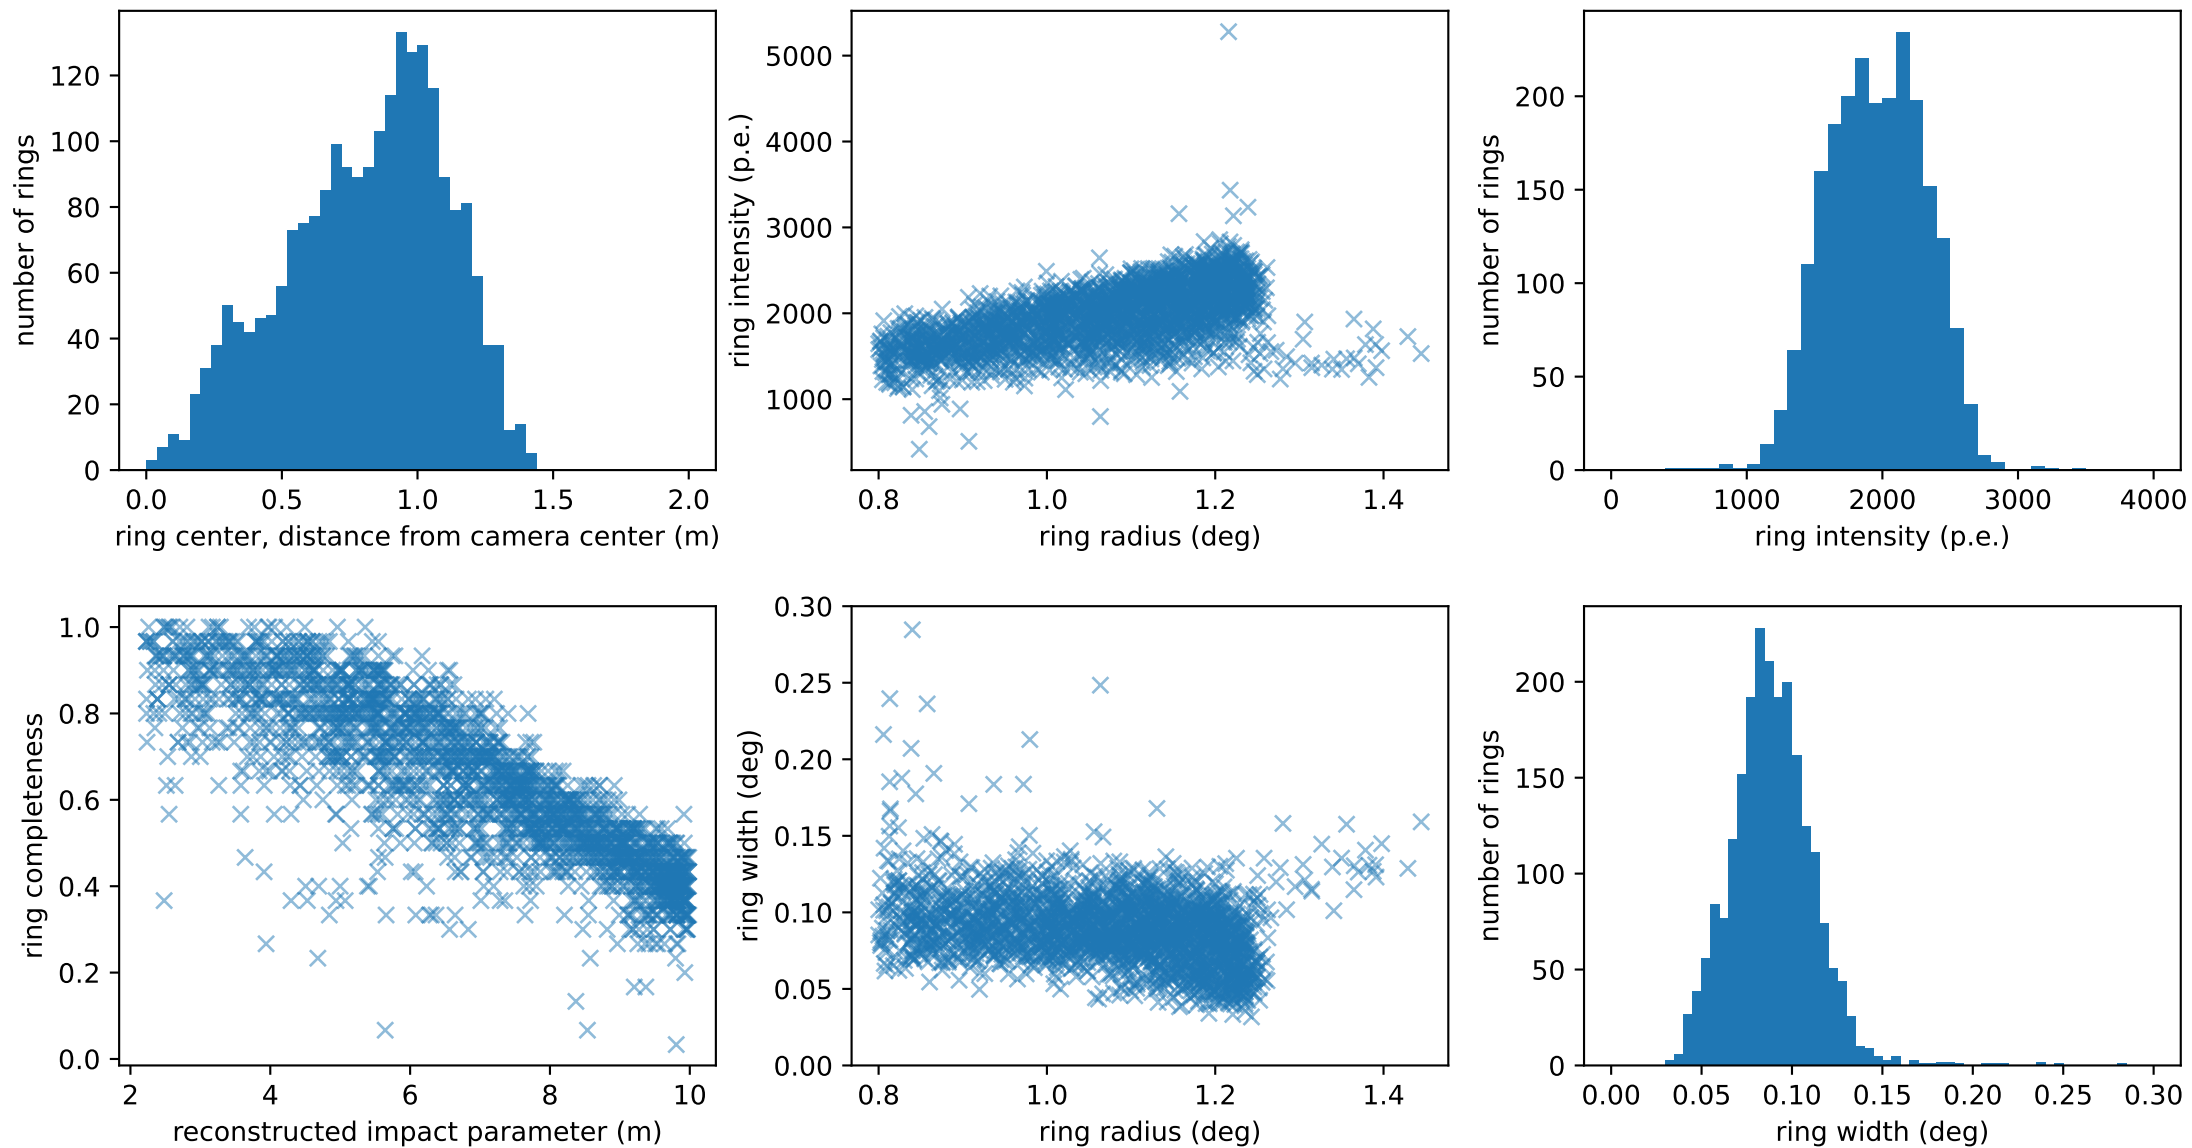 number of rings
0
20
40
60
80
100
120
0.0 0.5 1.0 1.5 2.0
ring center, distance from camera center (m)
ring intensity (p.e.)
1000
2000
3000
4000
5000
0.8 1.0 1.2 1.4
ring radius (deg)
number of rings
0
50
100
150
200
0 1000 2000 3000 4000
ring intensity (p.e.)
ring completeness
0.0
0.2
0.4
0.6
0.8
1.0
2 4 6 8 10
reconstructed impact parameter (m)
ring width (deg)
0.00
0.05
0.10
0.15
0.20
0.25
0.30
0.8 1.0 1.2 1.4
ring radius (deg)
number of rings
0
50
100
150
200
0.00 0.05 0.10 0.15 0.20 0.25 0.30
ring width (deg)